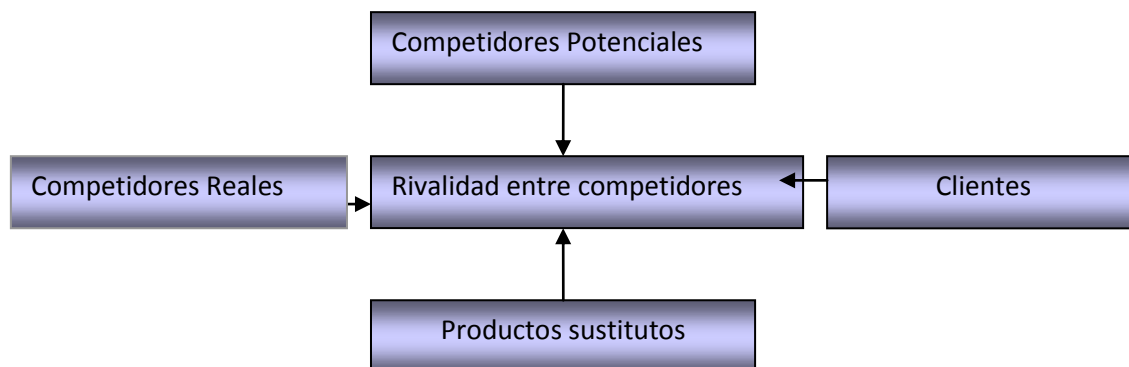 Competidores Potenciales
Competidores Reales
Rivalidad entre competidores
Clientes
Productos sustitutos